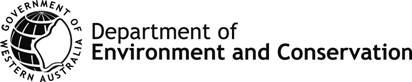 GOVERNMENT OF
WESTERN AUSTRALIA
Department of
Environment and Conservation